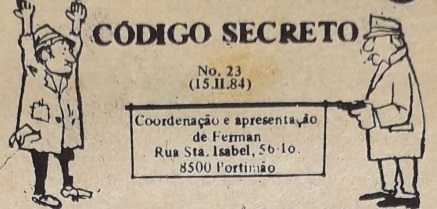 CÓDIGO SECRETO
No. 23
(15.II.84)
Coordenação e apresentação
de Ferman
Rua Sta. Isabel, 56-1o.
8500 Portimão